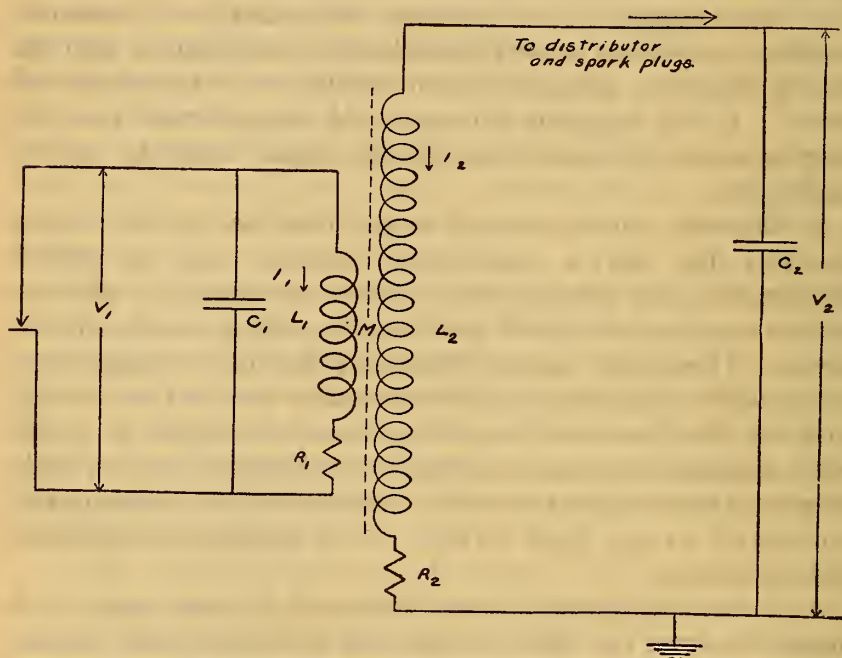 To distributor
and spark plugs.
I₂
I₁
V₁
C₁
L₁
M
L₂
C₂
V₂
R₁
R₂